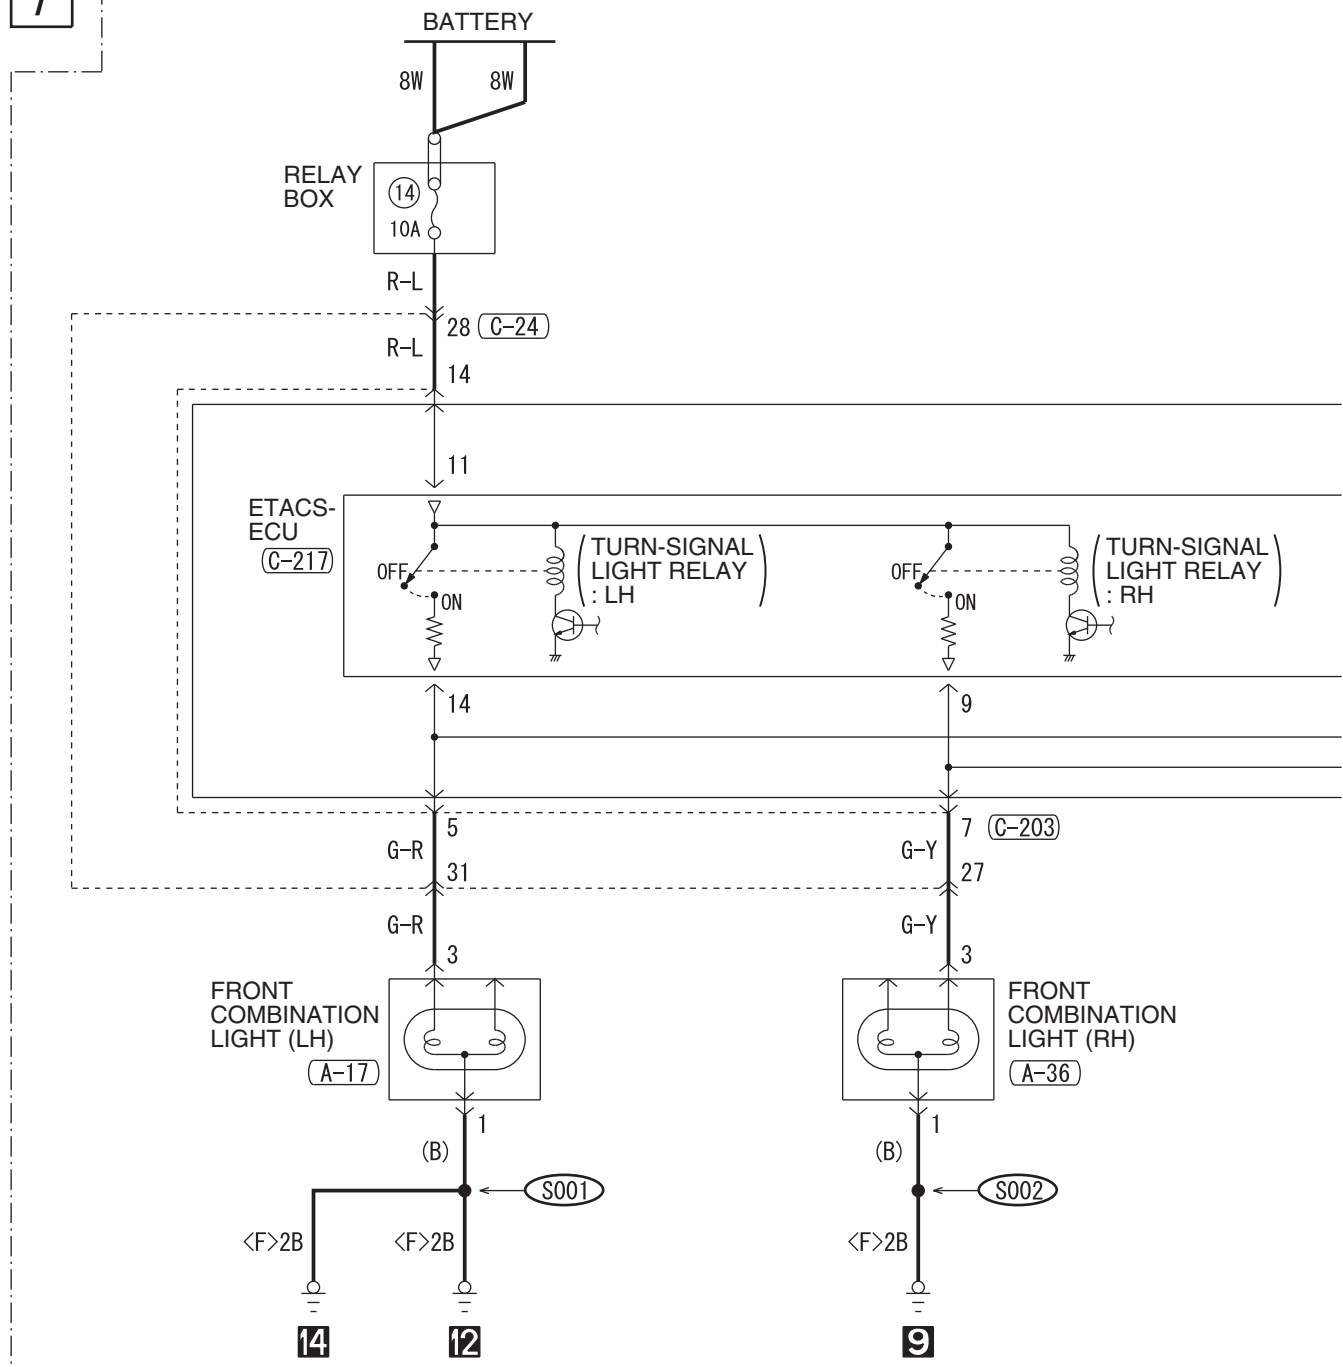 7
BATTERY
8W 8W
RELAY
BOX
14
10A
R-L
28 C-24
R-L
14
11
ETACS-
ECU
C-217
OFF
ON
TURN-SIGNAL
LIGHT RELAY
: LH
OFF
ON
TURN-SIGNAL
LIGHT RELAY
: RH
14 9
5 7 C-203
G-R G-Y
31 27
G-R G-Y
3 3
FRONT
COMBINATION
LIGHT (LH)
A-17
FRONT
COMBINATION
LIGHT (RH)
A-36
1 1
(B) (B)
S001 S002
<F>2B <F>2B <F>2B
14 12 9